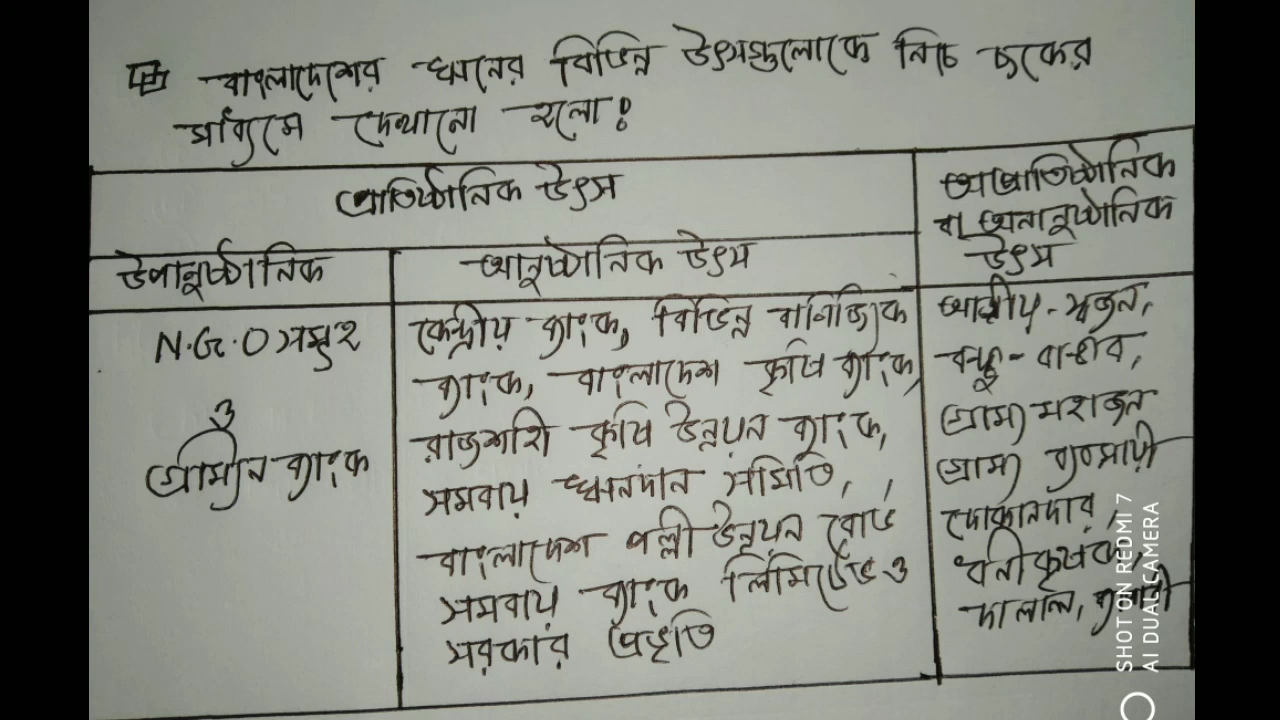 বাংলাদেশের ঋনের বিভিন্ন উৎসগুলোকে নিচে ছকের
মাধ্যমে দেখানো হলো:
প্রাতিষ্ঠানিক উৎস
অপ্রাতিষ্ঠানিক
বা অনানুষ্ঠানিক
উৎস
উপানুষ্ঠানিক
আনুষ্ঠানিক উৎস
N.G.O সমূহ
ও
গ্রামীন ব্যাংক
কেন্দ্রীয় ব্যাংক, বিভিন্ন বাণিজ্যিক
ব্যাংক, বাংলাদেশ কৃষি ব্যাংক,
রাজশাহী কৃষি উন্নয়ন ব্যাংক,
সমবায় ঋনদান সমিতি,
বাংলাদেশ পল্লী উন্নয়ন বোর্ড
সমবায় ব্যাংক লিমিটেড ও
সরকার প্রভৃতি
আত্মীয়-স্বজন,
বন্ধু-বান্ধব,
গ্রাম্য মহাজন
গ্রাম্য ব্যবসায়ী
দোকানদার,
ধনী কৃষক,
দালাল, ব্যাপারী
SHOT ON REDMI 7
AI DUAL CAMERA